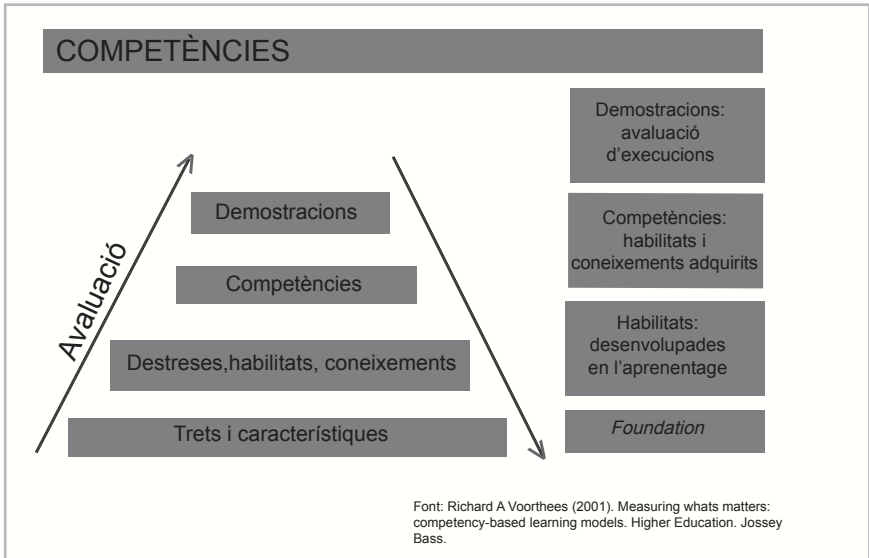 COMPETÈNCIES
Avaluació
Demostracions
Competències
Destreses,habilitats, coneixements
Trets i característiques
Demostracions:
avaluació
d'execucions
Competències:
habilitats i
coneixements adquirits
Habilitats:
desenvolupades
en l'aprenentage
Foundation
Font: Richard A Voorthees (2001). Measuring whats matters:
competency-based learning models. Higher Education. Jossey
Bass.